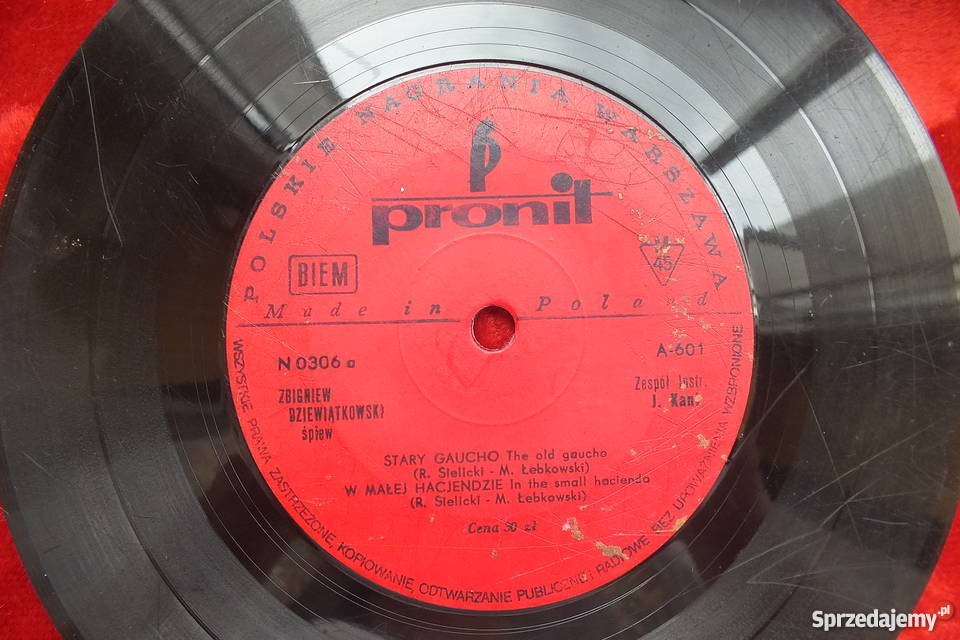 POLSKIE NAGRANIA WARSZAWA
pronit
BIEM
45
Made in Poland
N 0306 a
A-601
ZBIGNIEW
DZIEWIĄTKOWSKI
śpiew
Zespół Instr.
J. Kani
STARY GAUCHO The old gaucho
(R. Sielicki - M. Łebkowski)
W MAŁEJ HACJENDZIE In the small hacienda
(R. Sielicki - M. Łebkowski)
Cena 30 zł
WSZYSTKIE PRAWA ZASTRZEŻONE, KOPIOWANIE, ODTWARZANIE PUBLICZNE I RADIOWE BEZ UPOWAŻNIENIA WZBRONIONE
Sprzedajemy.pl